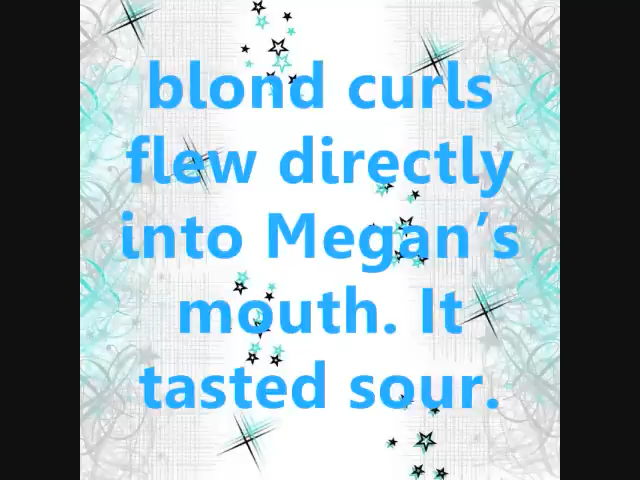 blond curls
flew directly
into Megan’s
mouth. It
tasted sour.